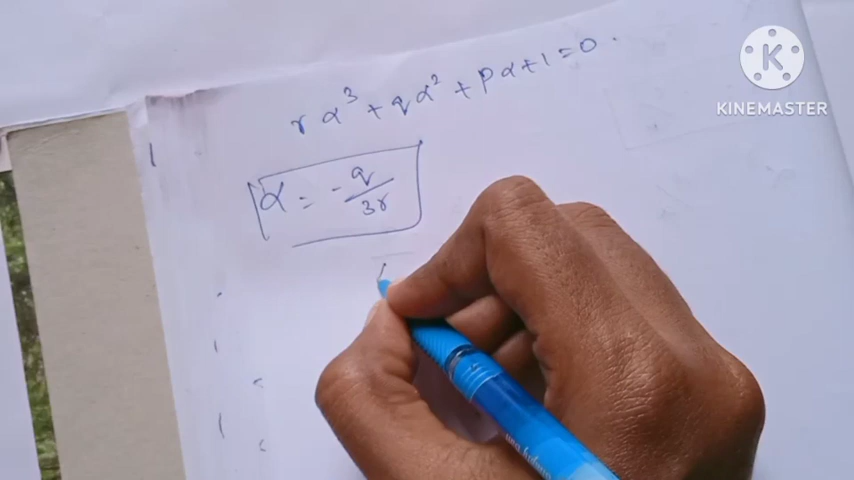 rα³ + qα² + pα + 1 = 0.
α = -q/3r
K
KINEMASTER